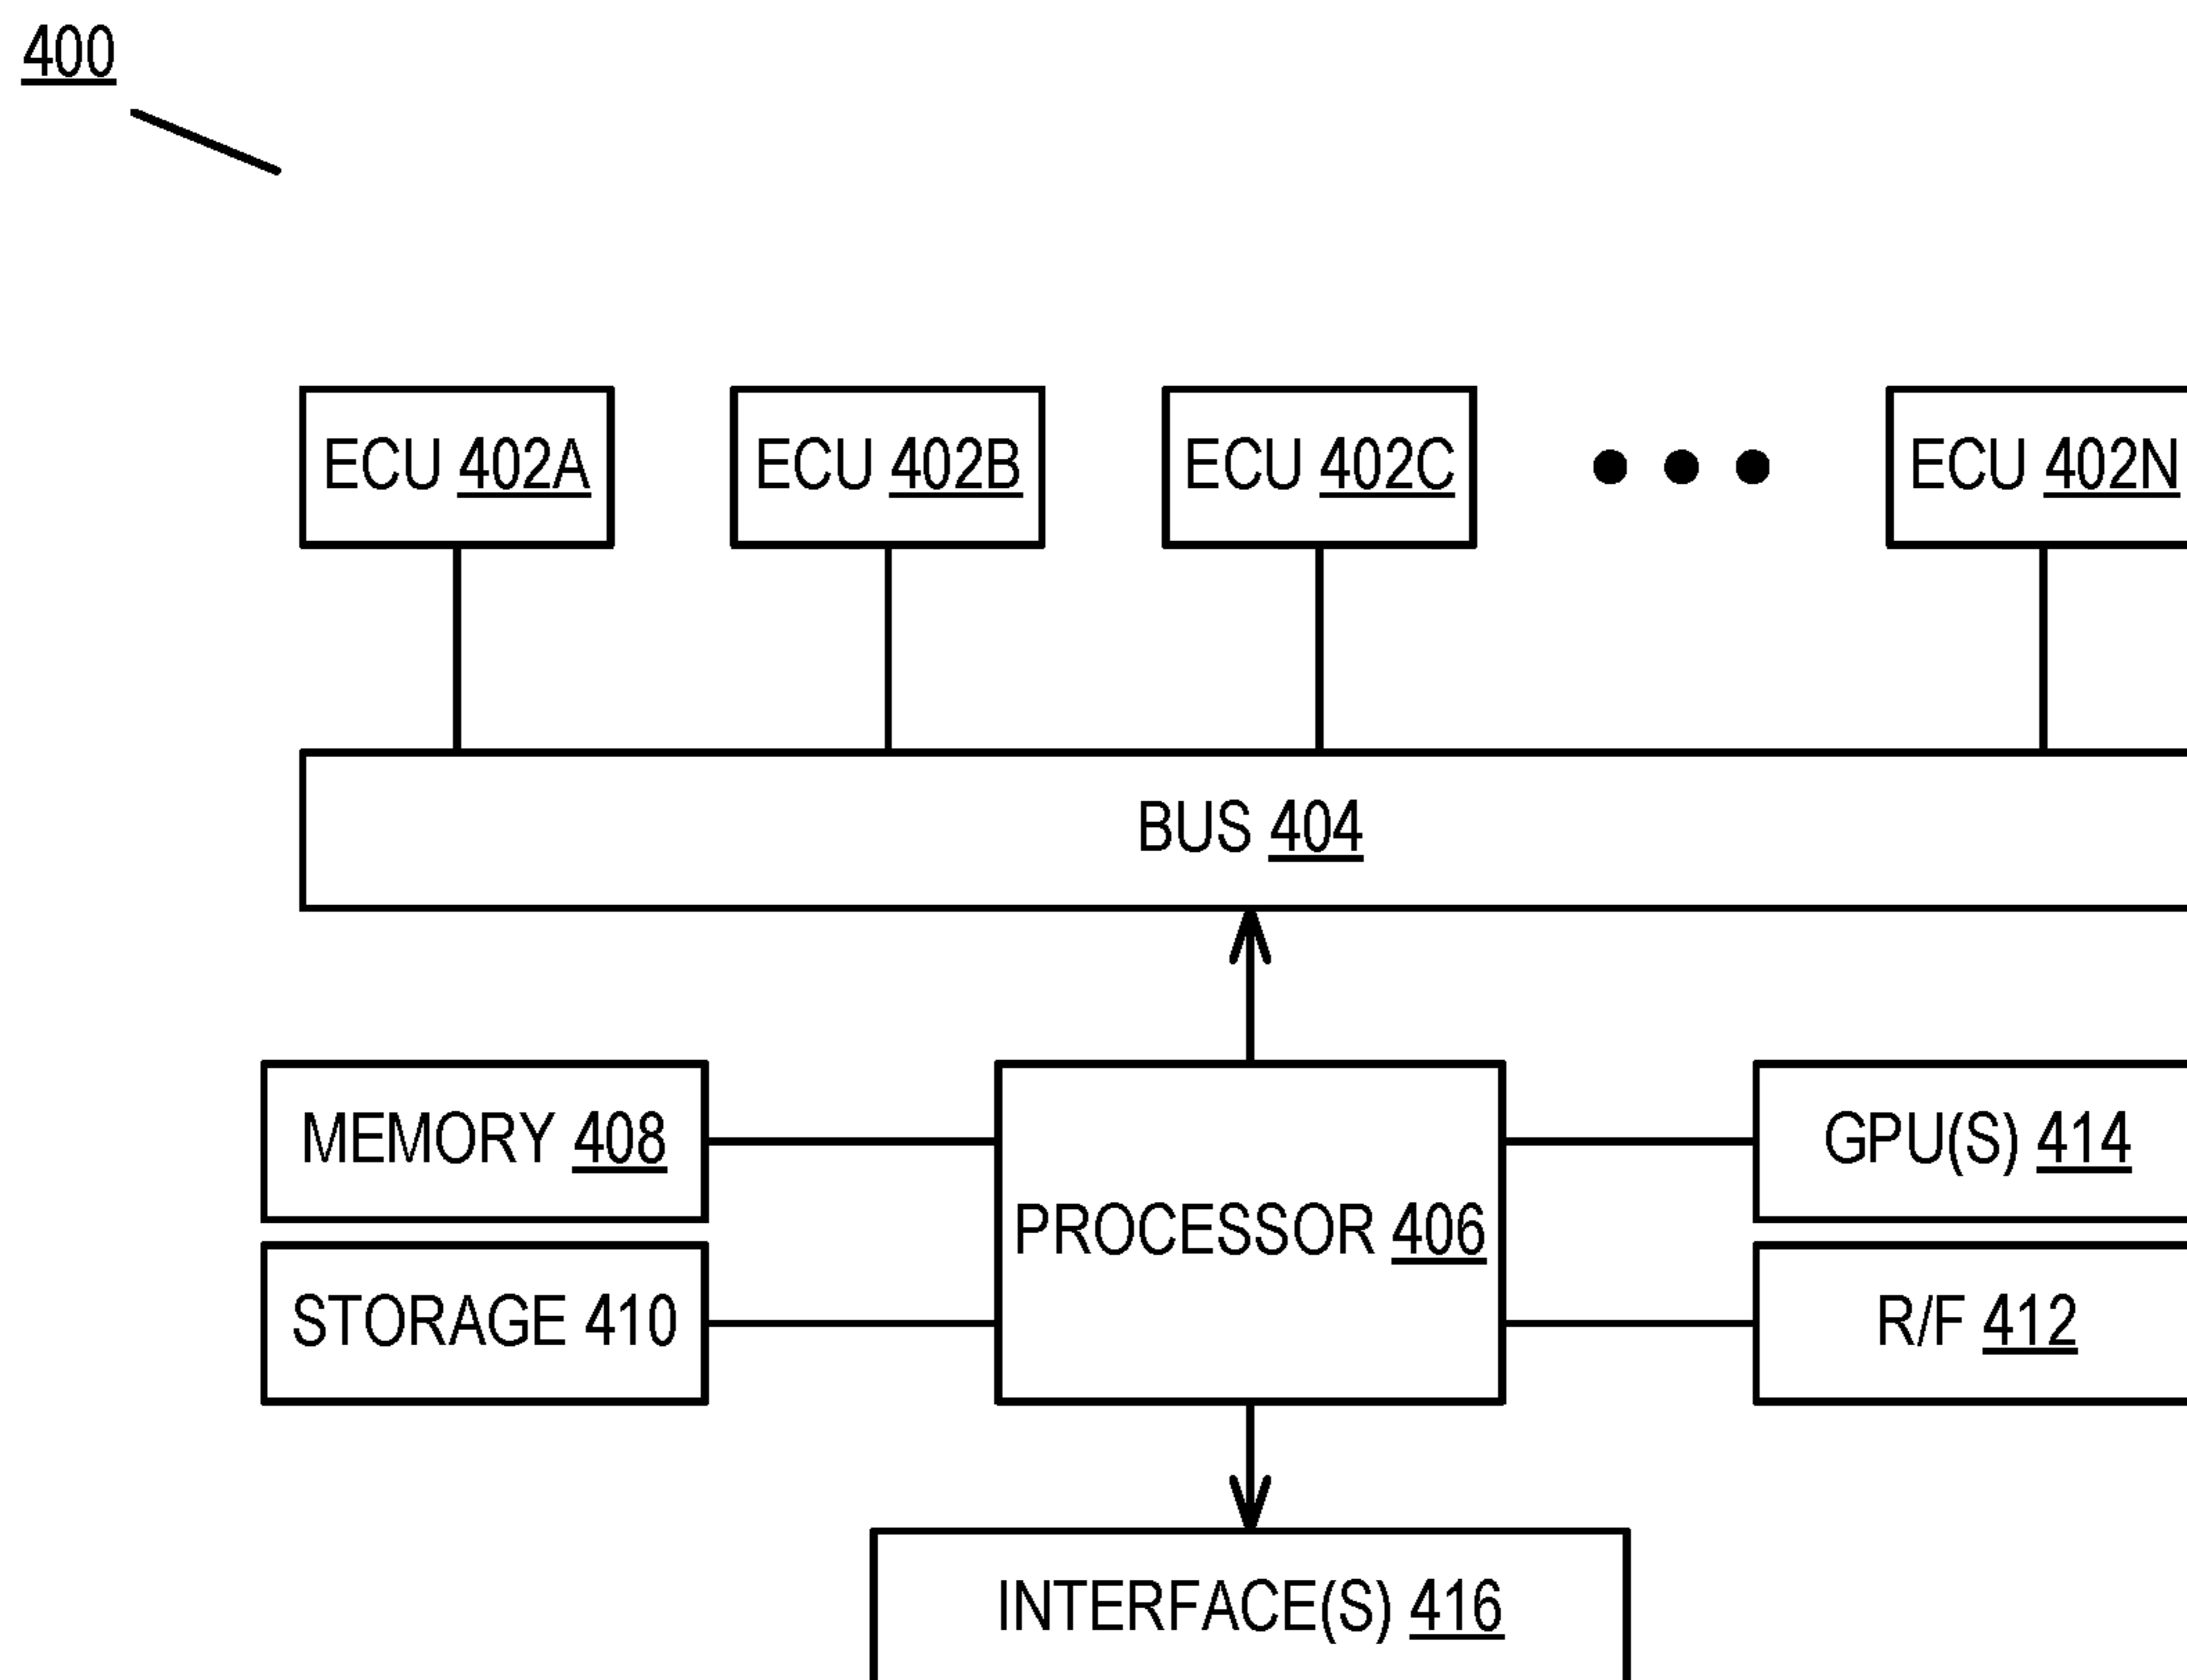 400
ECU 402A
ECU 402B
ECU 402C
ECU 402N
BUS 404
MEMORY 408
PROCESSOR 406
GPU(S) 414
STORAGE 410
R/F 412
INTERFACE(S) 416